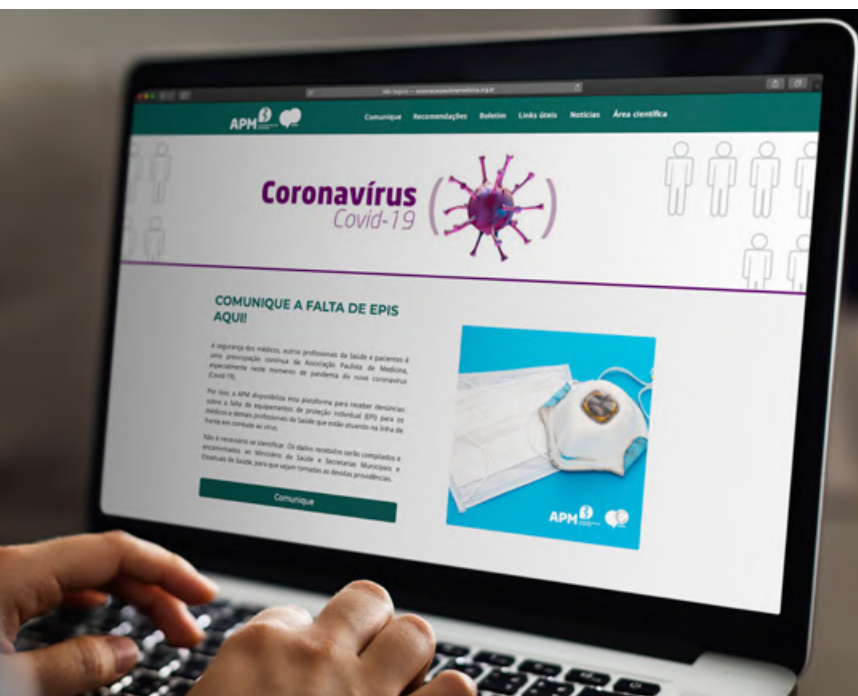 APM
Comunique Recomendações Boletim Links úteis Notícias Área científica
Coronavírus
Covid-19
COMUNIQUE A FALTA DE EPIS
AQUI!
A segurança dos médicos, outros profissionais da Saúde e pacientes é
uma preocupação contínua da Associação Paulista de Medicina,
especialmente neste momento de pandemia do novo coronavírus
(Covid-19).
Por isso, a APM disponibiliza esta plataforma para receber denúncias
sobre a falta de equipamentos de proteção individual (EPI) para os
médicos e demais profissionais da Saúde que estão atuando na linha de
frente em combate ao vírus.
Não é necessário se identificar. Os dados recebidos serão compilados e
encaminhados ao Ministério da Saúde e Secretarias Municipais e
Estaduais de Saúde, para que sejam tomadas as devidas providências.
Comunique
APM